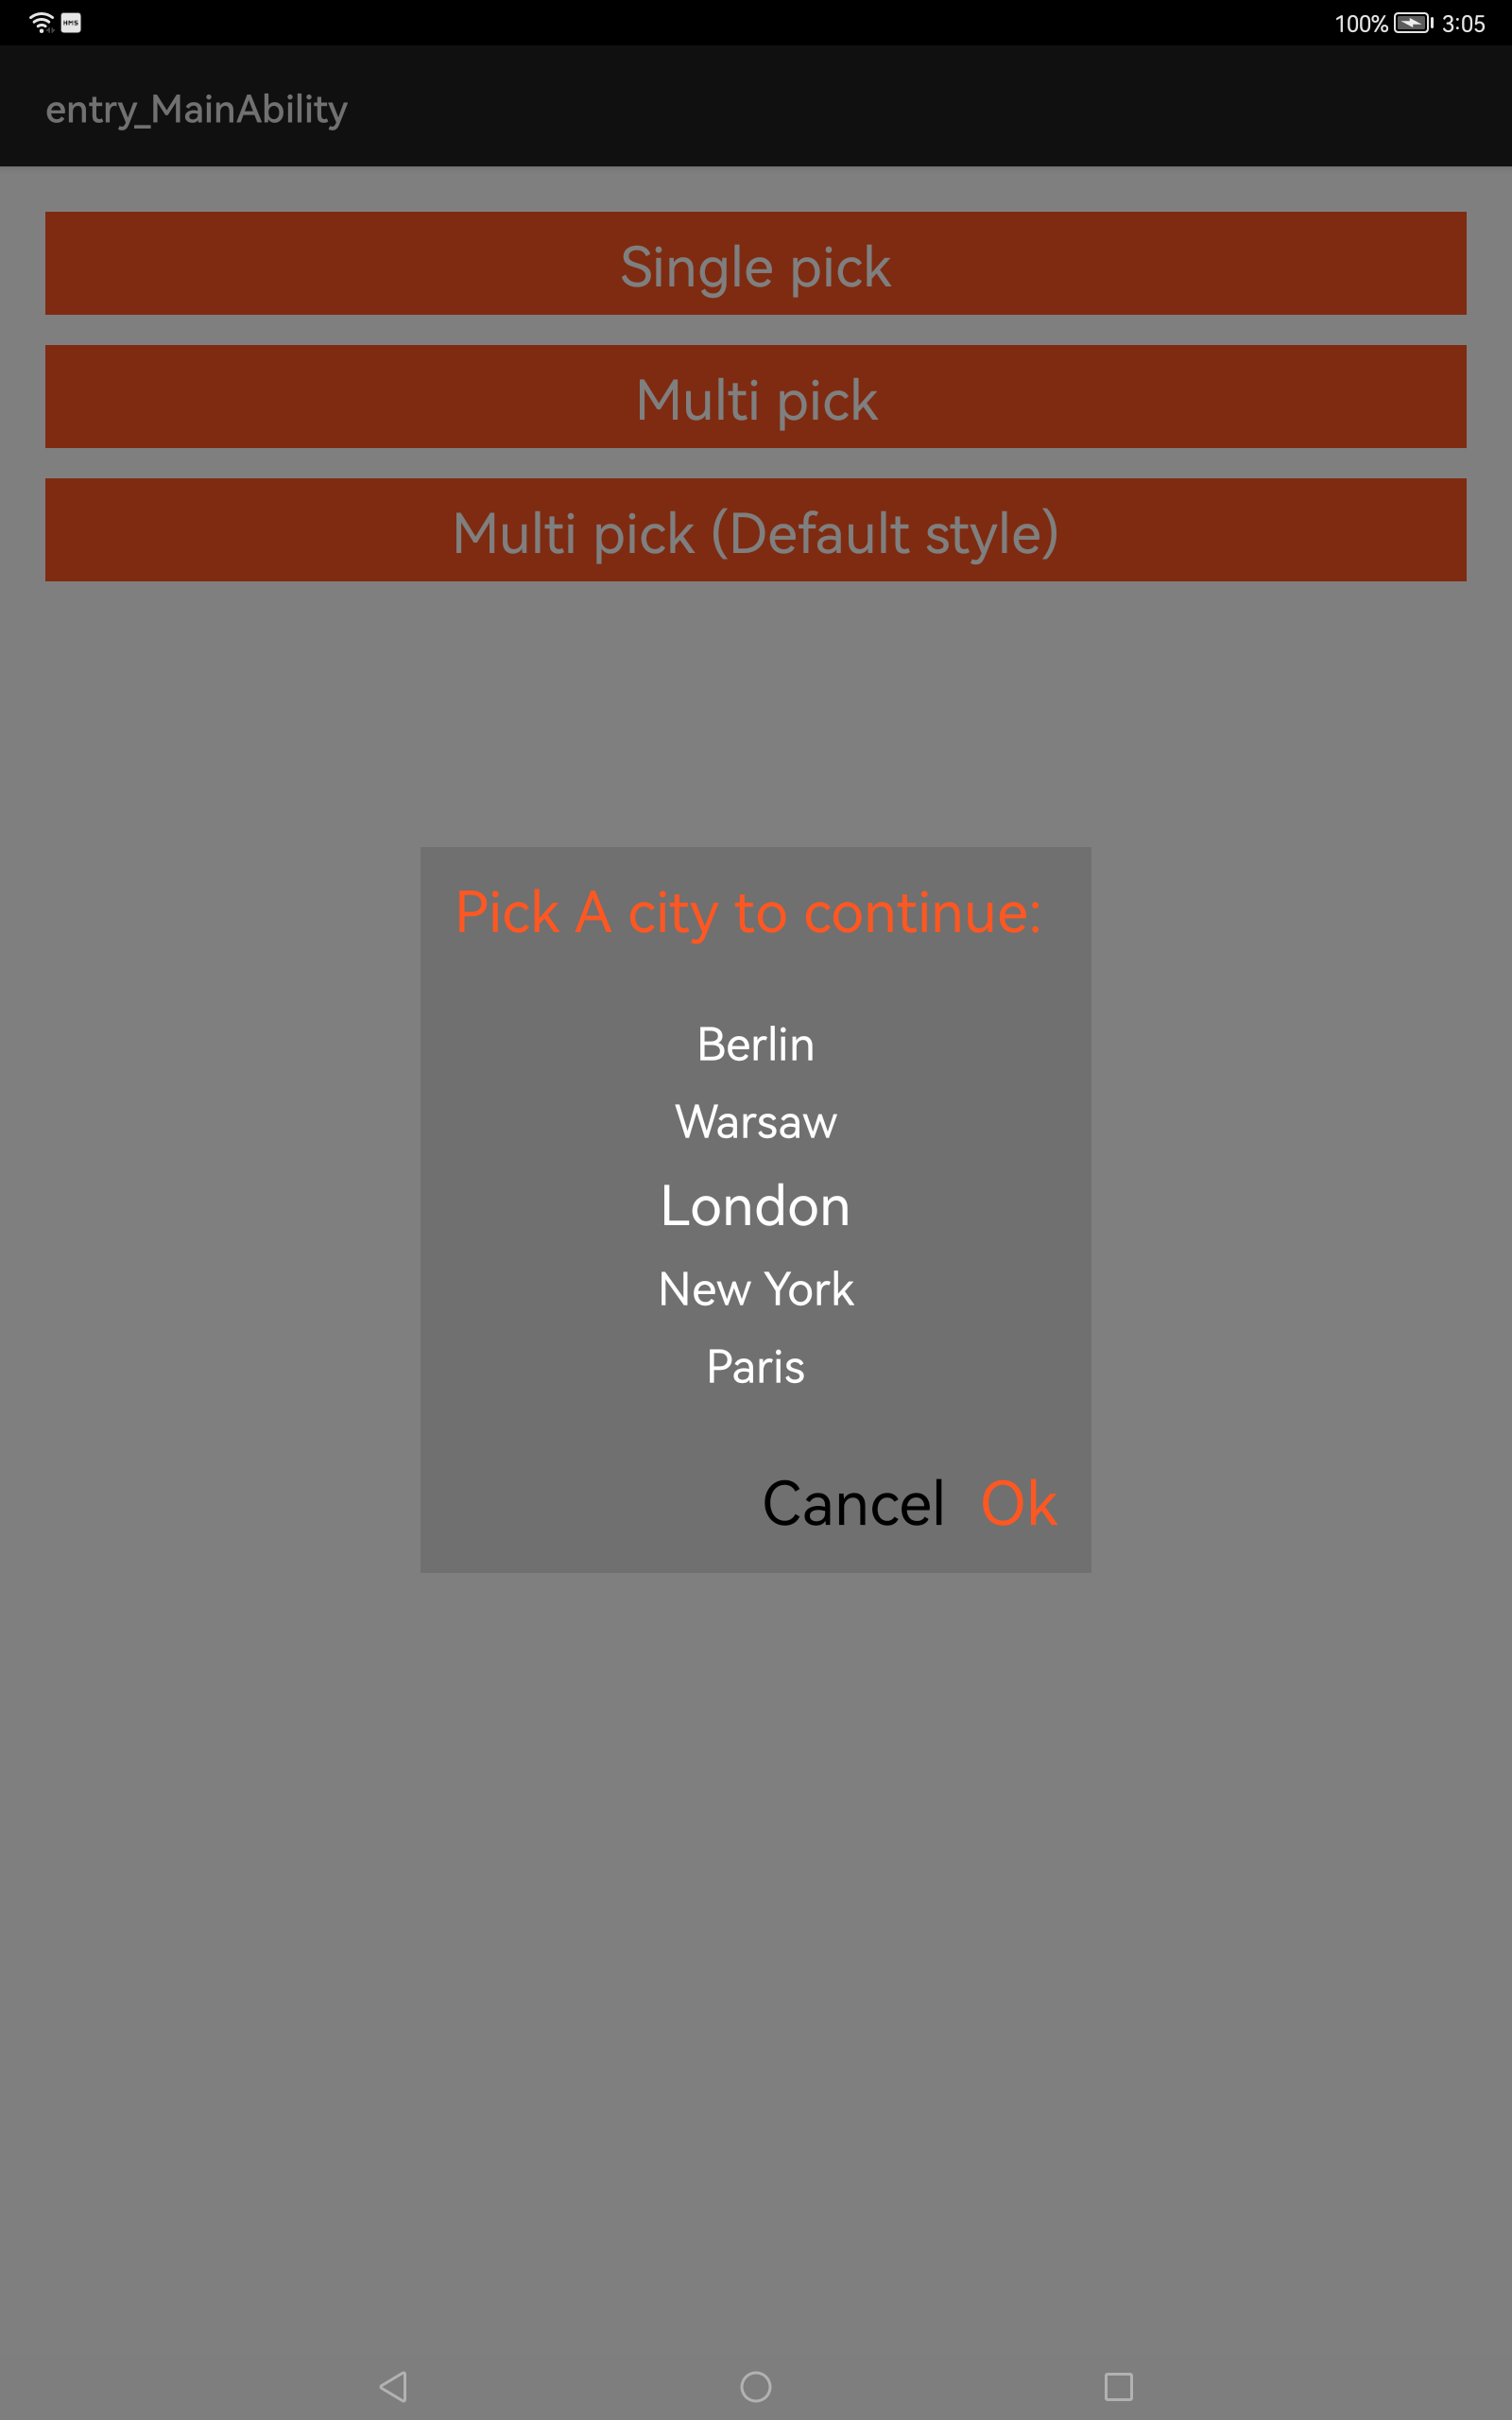 HMS 100% 3:05
entry_MainAbility
Single pick
Multi pick
Multi pick (Default style)
Pick A city to continue:
Berlin
Warsaw
London
New York
Paris
Cancel Ok